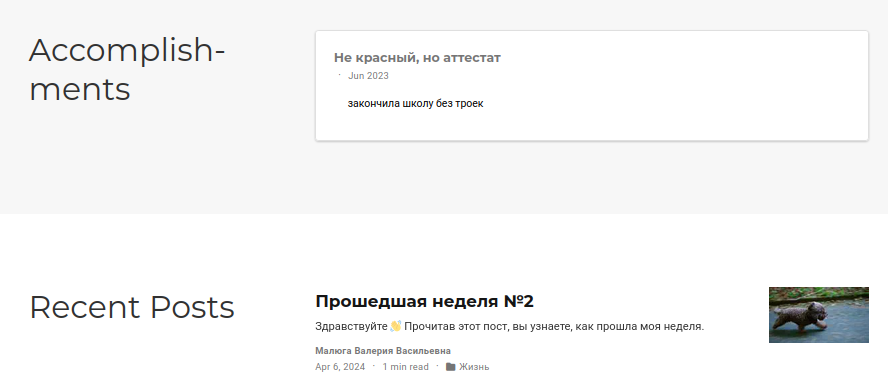 Accomplish-
ments
Не красный, но аттестат
· Jun 2023
закончила школу без троек
Recent Posts
Прошедшая неделя №2
Здравствуйте👋 Прочитав этот пост, вы узнаете, как прошла моя неделя.
Малюга Валерия Васильевна
Apr 6, 2024 · 1 min read · Жизнь